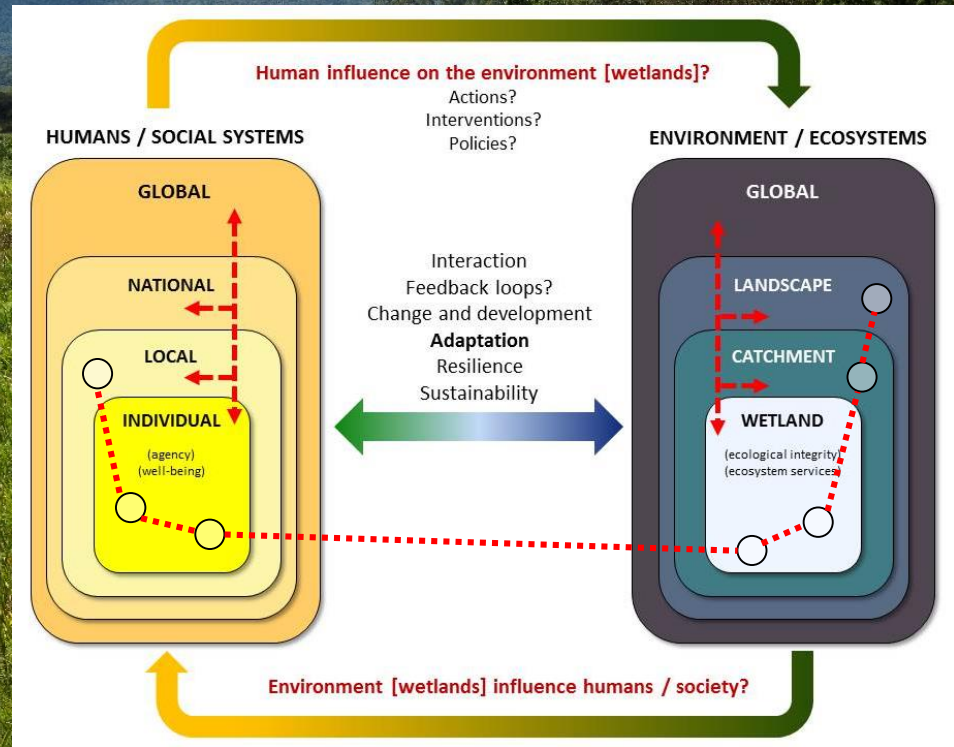 Human influence on the environment [wetlands]?
Actions?
Interventions?
Policies?
HUMANS / SOCIAL SYSTEMS
GLOBAL
NATIONAL
LOCAL
INDIVIDUAL
(agency)
(well-being)
Interaction
Feedback loops?
Change and development
Adaptation
Resilience
Sustainability
ENVIRONMENT / ECOSYSTEMS
GLOBAL
LANDSCAPE
CATCHMENT
WETLAND
(ecological integrity)
(ecosystem services)
Environment [wetlands] influence humans / society?